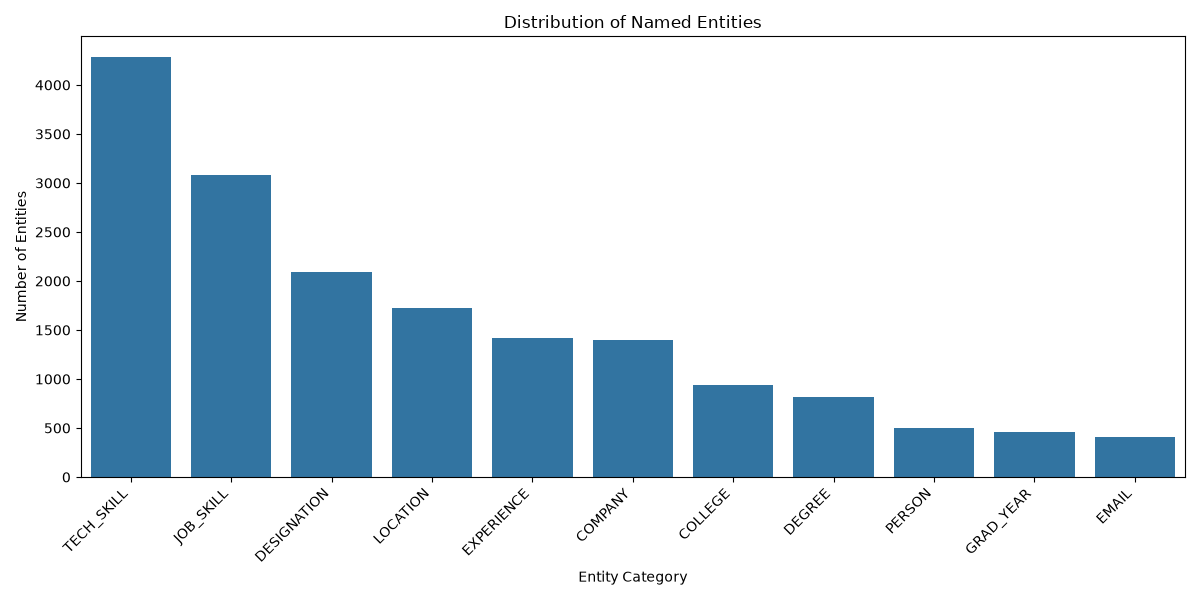 Distribution of Named Entities
Number of Entities
4000
3500
3000
2500
2000
1500
1000
500
0
TECH_SKILL
JOB_SKILL
DESIGNATION
LOCATION
EXPERIENCE
COMPANY
COLLEGE
DEGREE
PERSON
GRAD_YEAR
EMAIL
Entity Category